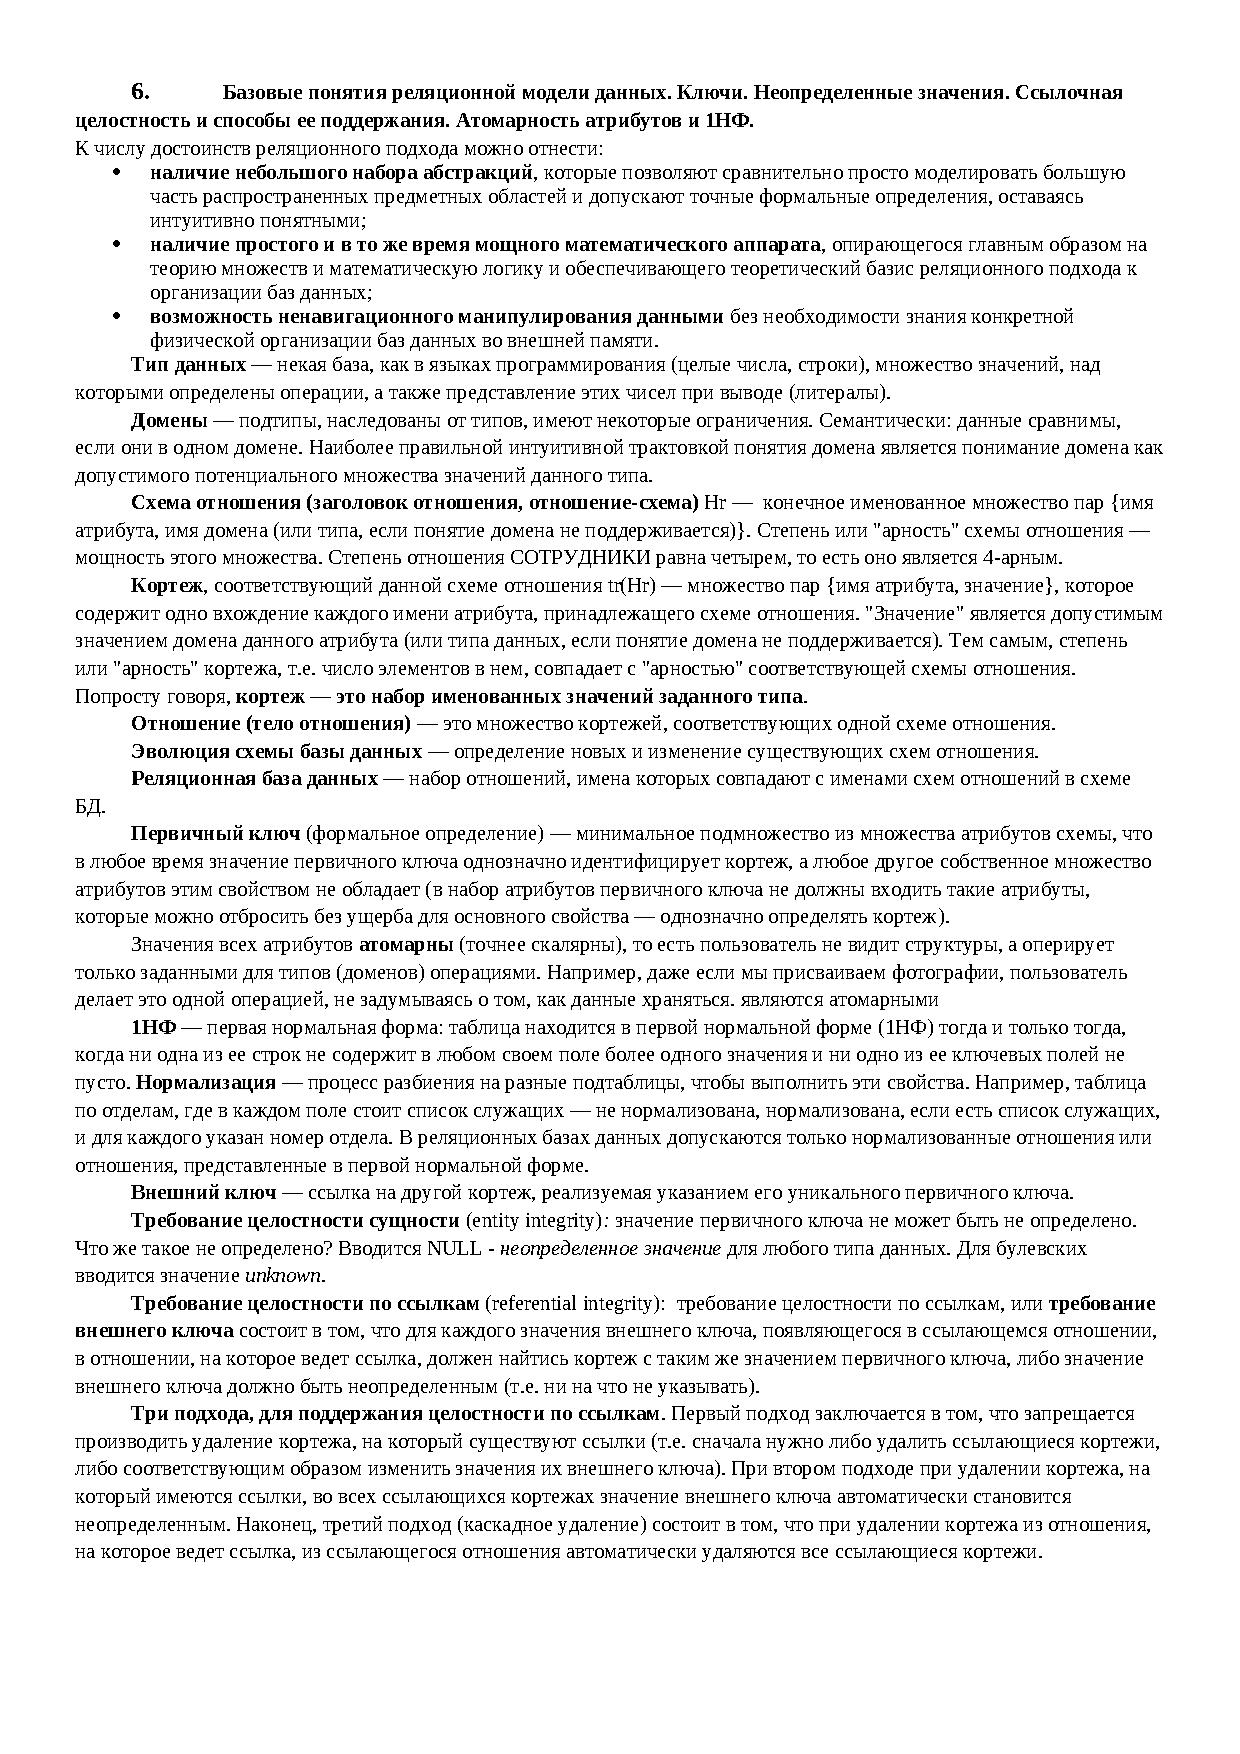 6. Базовые понятия реляционной модели данных. Ключи. Неопределенные значения. Ссылочная
целостность и способы ее поддержания. Атомарность атрибутов и 1НФ.
К числу достоинств реляционного подхода можно отнести:
• наличие небольшого набора абстракций, которые позволяют сравнительно просто моделировать большую
часть распространенных предметных областей и допускают точные формальные определения, оставаясь
интуитивно понятными;
• наличие простого и в то же время мощного математического аппарата, опирающегося главным образом на
теорию множеств и математическую логику и обеспечивающего теоретический базис реляционного подхода к
организации баз данных;
• возможность ненавигационного манипулирования данными без необходимости знания конкретной
физической организации баз данных во внешней памяти.
Тип данных — некая база, как в языках программирования (целые числа, строки), множество значений, над
которыми определены операции, а также представление этих чисел при выводе (литералы).
Домены — подтипы, наследованы от типов, имеют некоторые ограничения. Семантически: данные сравнимы,
если они в одном домене. Наиболее правильной интуитивной трактовкой понятия домена является понимание домена как
допустимого потенциального множества значений данного типа.
Схема отношения (заголовок отношения, отношение-схема) Hr — конечное именованное множество пар {имя
атрибута, имя домена (или типа, если понятие домена не поддерживается)}. Степень или "арность" схемы отношения —
мощность этого множества. Степень отношения СОТРУДНИКИ равна четырем, то есть оно является 4-арным.
Кортеж, соответствующий данной схеме отношения tr(Hr) — множество пар {имя атрибута, значение}, которое
содержит одно вхождение каждого имени атрибута, принадлежащего схеме отношения. "Значение" является допустимым
значением домена данного атрибута (или типа данных, если понятие домена не поддерживается). Тем самым, степень
или "арность" кортежа, т.е. число элементов в нем, совпадает с "арностью" соответствующей схемы отношения.
Попросту говоря, кортеж — это набор именованных значений заданного типа.
Отношение (тело отношения) — это множество кортежей, соответствующих одной схеме отношения.
Эволюция схемы базы данных — определение новых и изменение существующих схем отношения.
Реляционная база данных — набор отношений, имена которых совпадают с именами схем отношений в схеме
БД.
Первичный ключ (формальное определение) — минимальное подмножество из множества атрибутов схемы, что
в любое время значение первичного ключа однозначно идентифицирует кортеж, а любое другое собственное множество
атрибутов этим свойством не обладает (в набор атрибутов первичного ключа не должны входить такие атрибуты,
которые можно отбросить без ущерба для основного свойства — однозначно определять кортеж).
Значения всех атрибутов атомарны (точнее скалярны), то есть пользователь не видит структуры, а оперирует
только заданными для типов (доменов) операциями. Например, даже если мы присваиваем фотографии, пользователь
делает это одной операцией, не задумываясь о том, как данные храняться. являются атомарными
1НФ — первая нормальная форма: таблица находится в первой нормальной форме (1НФ) тогда и только тогда,
когда ни одна из ее строк не содержит в любом своем поле более одного значения и ни одно из ее ключевых полей не
пусто. Нормализация — процесс разбиения на разные подтаблицы, чтобы выполнить эти свойства. Например, таблица
по отделам, где в каждом поле стоит список служащих — не нормализована, нормализована, если есть список служащих,
и для каждого указан номер отдела. В реляционных базах данных допускаются только нормализованные отношения или
отношения, представленные в первой нормальной форме.
Внешний ключ — ссылка на другой кортеж, реализуемая указанием его уникального первичного ключа.
Требование целостности сущности (entity integrity): значение первичного ключа не может быть не определено.
Что же такое не определено? Вводится NULL - неопределенное значение для любого типа данных. Для булевских
вводится значение unknown.
Требование целостности по ссылкам (referential integrity): требование целостности по ссылкам, или требование
внешнего ключа состоит в том, что для каждого значения внешнего ключа, появляющегося в ссылающемся отношении,
в отношении, на которое ведет ссылка, должен найтись кортеж с таким же значением первичного ключа, либо значение
внешнего ключа должно быть неопределенным (т.е. ни на что не указывать).
Три подхода, для поддержания целостности по ссылкам. Первый подход заключается в том, что запрещается
производить удаление кортежа, на который существуют ссылки (т.е. сначала нужно либо удалить ссылающиеся кортежи,
либо соответствующим образом изменить значения их внешнего ключа). При втором подходе при удалении кортежа, на
который имеются ссылки, во всех ссылающихся кортежах значение внешнего ключа автоматически становится
неопределенным. Наконец, третий подход (каскадное удаление) состоит в том, что при удалении кортежа из отношения,
на которое ведет ссылка, из ссылающегося отношения автоматически удаляются все ссылающиеся кортежи.